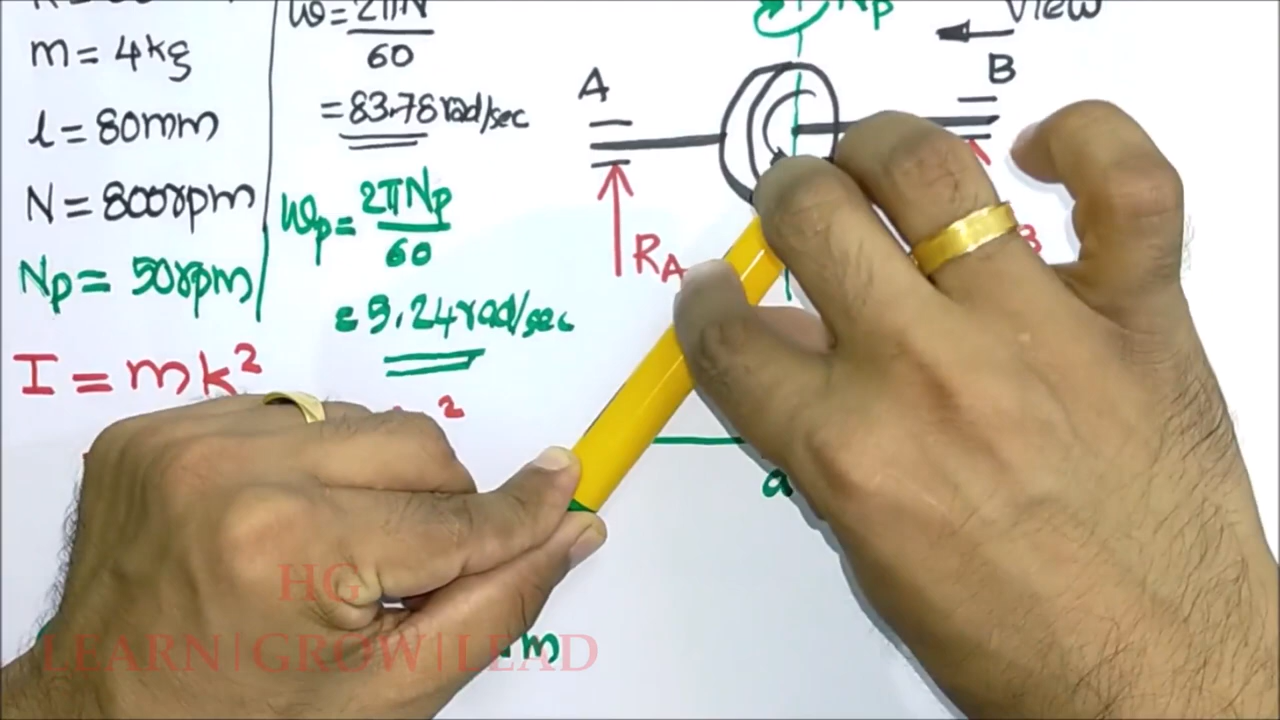 m = 4kg
l = 80mm
N = 800rpm
Np = 50rpm
I = mk²
ω = 2πN
60
= 83.78 rad/sec
ωp = 2πNp
60
= 5.24 rad/sec
2
m
Np
View
A
B
RA
B
a
HG
LEARN|GROW|LEAD